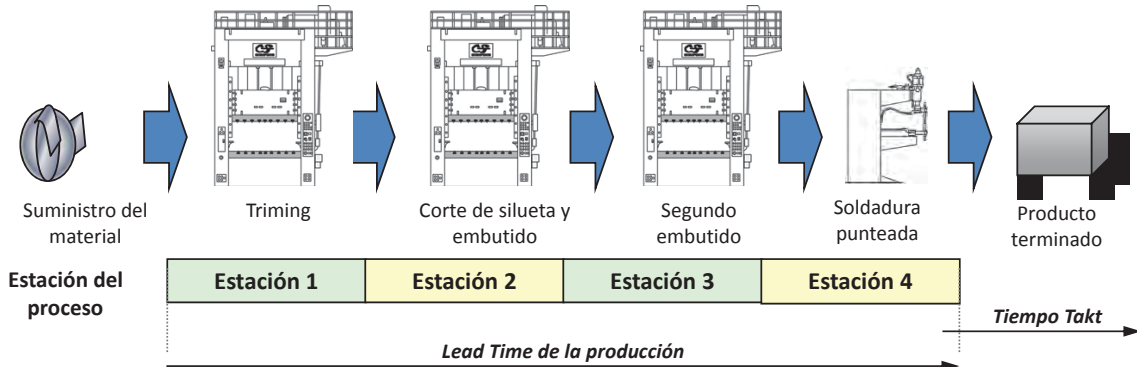 Suministro del
material
Triming
Corte de silueta y
embutido
Segundo
embutido
Soldadura
punteada
Producto
terminado
Estación del
proceso
Estación 1
Estación 2
Estación 3
Estación 4
Tiempo Takt
Lead Time de la producción